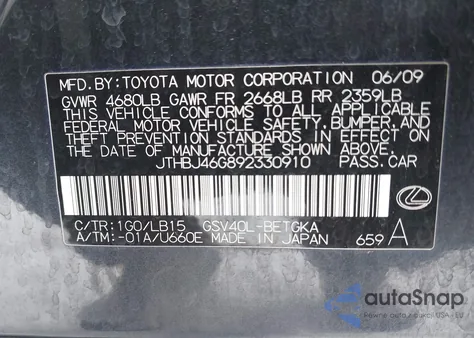 MFD. BY: TOYOTA MOTOR CORPORATION 06/09
GVWR 4680LB GAWR FR 2668LB RR 2359LB
THIS VEHICLE CONFORMS TO ALL APPLICABLE
FEDERAL MOTOR VEHICLE SAFETY, BUMPER, AND
THEFT PREVENTION STANDARDS IN EFFECT ON
THE DATE OF MANUFACTURE SHOWN ABOVE.
JTHBJ46G892330910 PASS.CAR
C/TR:1G0/LB15 GSV40L-BETGKA
A/TM:-01A/U660E MADE IN JAPAN 659 A
autoSnap